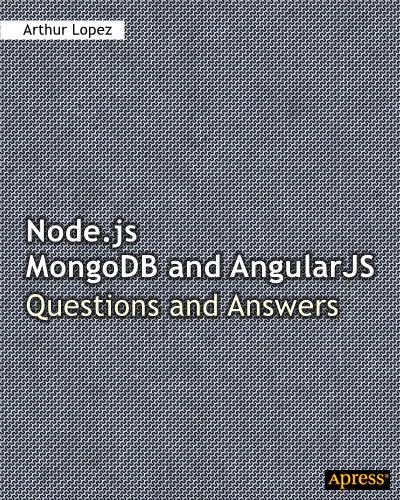 Arthur Lopez
Node.js
MongoDB and AngularJS
Questions and Answers
Apress®